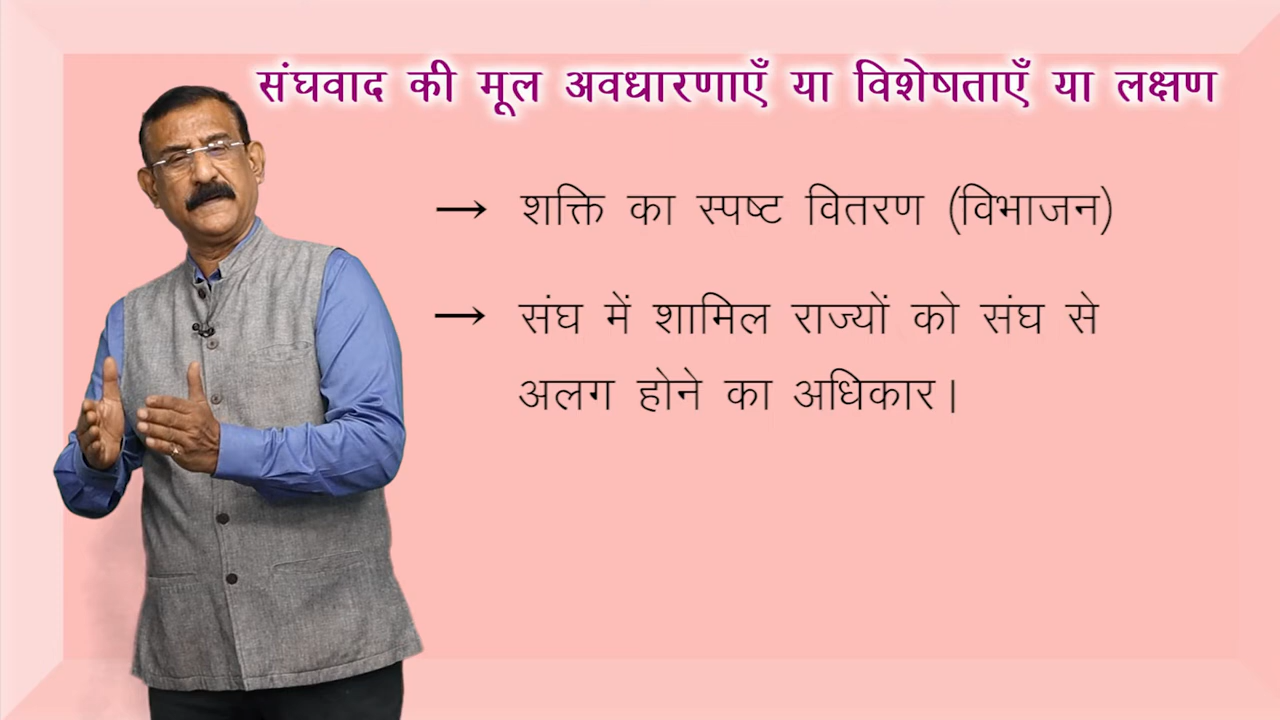 संघवाद की मूल अवधारणाएँ या विशेषताएँ या लक्षण
→ शक्ति का स्पष्ट वितरण (विभाजन)
→ संघ में शामिल राज्यों को संघ से
अलग होने का अधिकार।